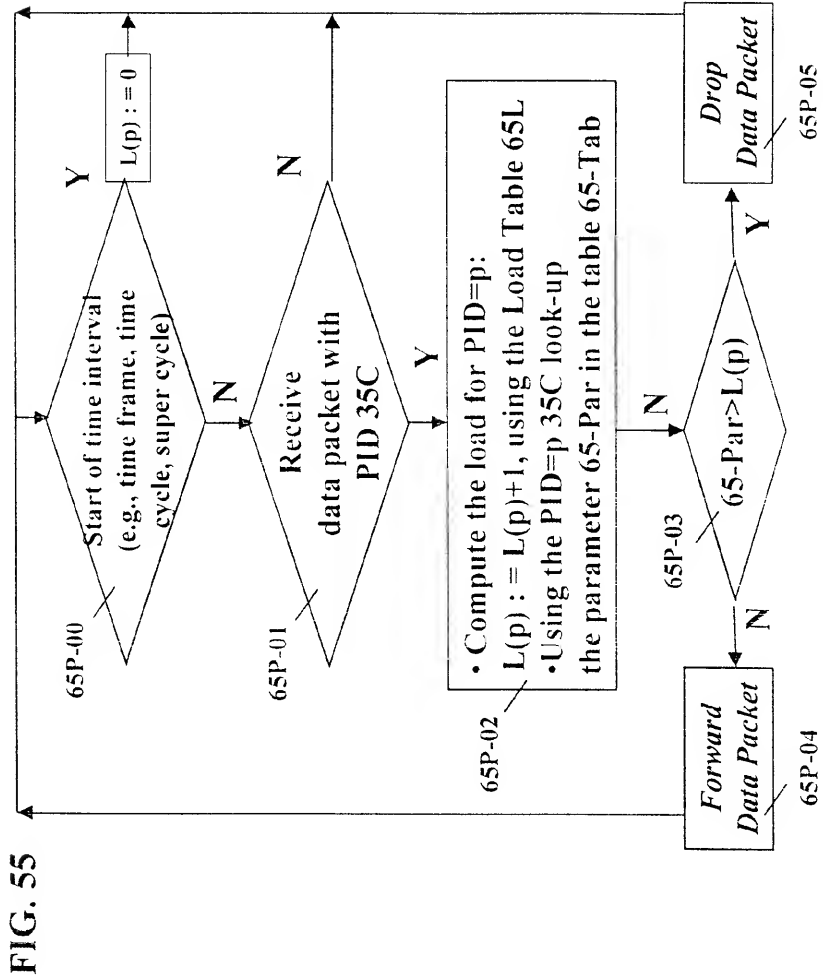 FIG. 55
65P-00
Start of time interval
(e.g., time frame, time
cycle, super cycle)
Y
L(p) := 0
N
65P-01
Receive
data packet with
PID 35C
N
Y
65P-02
• Compute the load for PID=p:
L(p) := L(p)+1, using the Load Table 65L
•Using the PID=p 35C look-up
the parameter 65-Par in the table 65-Tab
N
65P-03
65-Par>L(p)
N
Y
Forward
Data Packet
65P-04
Drop
Data Packet
65P-05